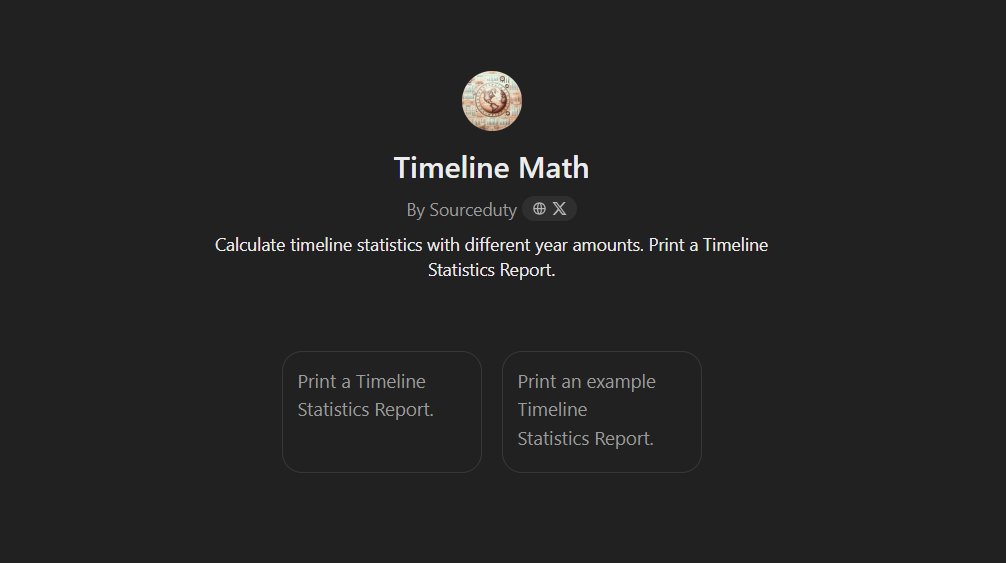 Timeline Math
By Sourceduty
Calculate timeline statistics with different year amounts. Print a Timeline
Statistics Report.
Print a Timeline
Statistics Report.
Print an example
Timeline
Statistics Report.